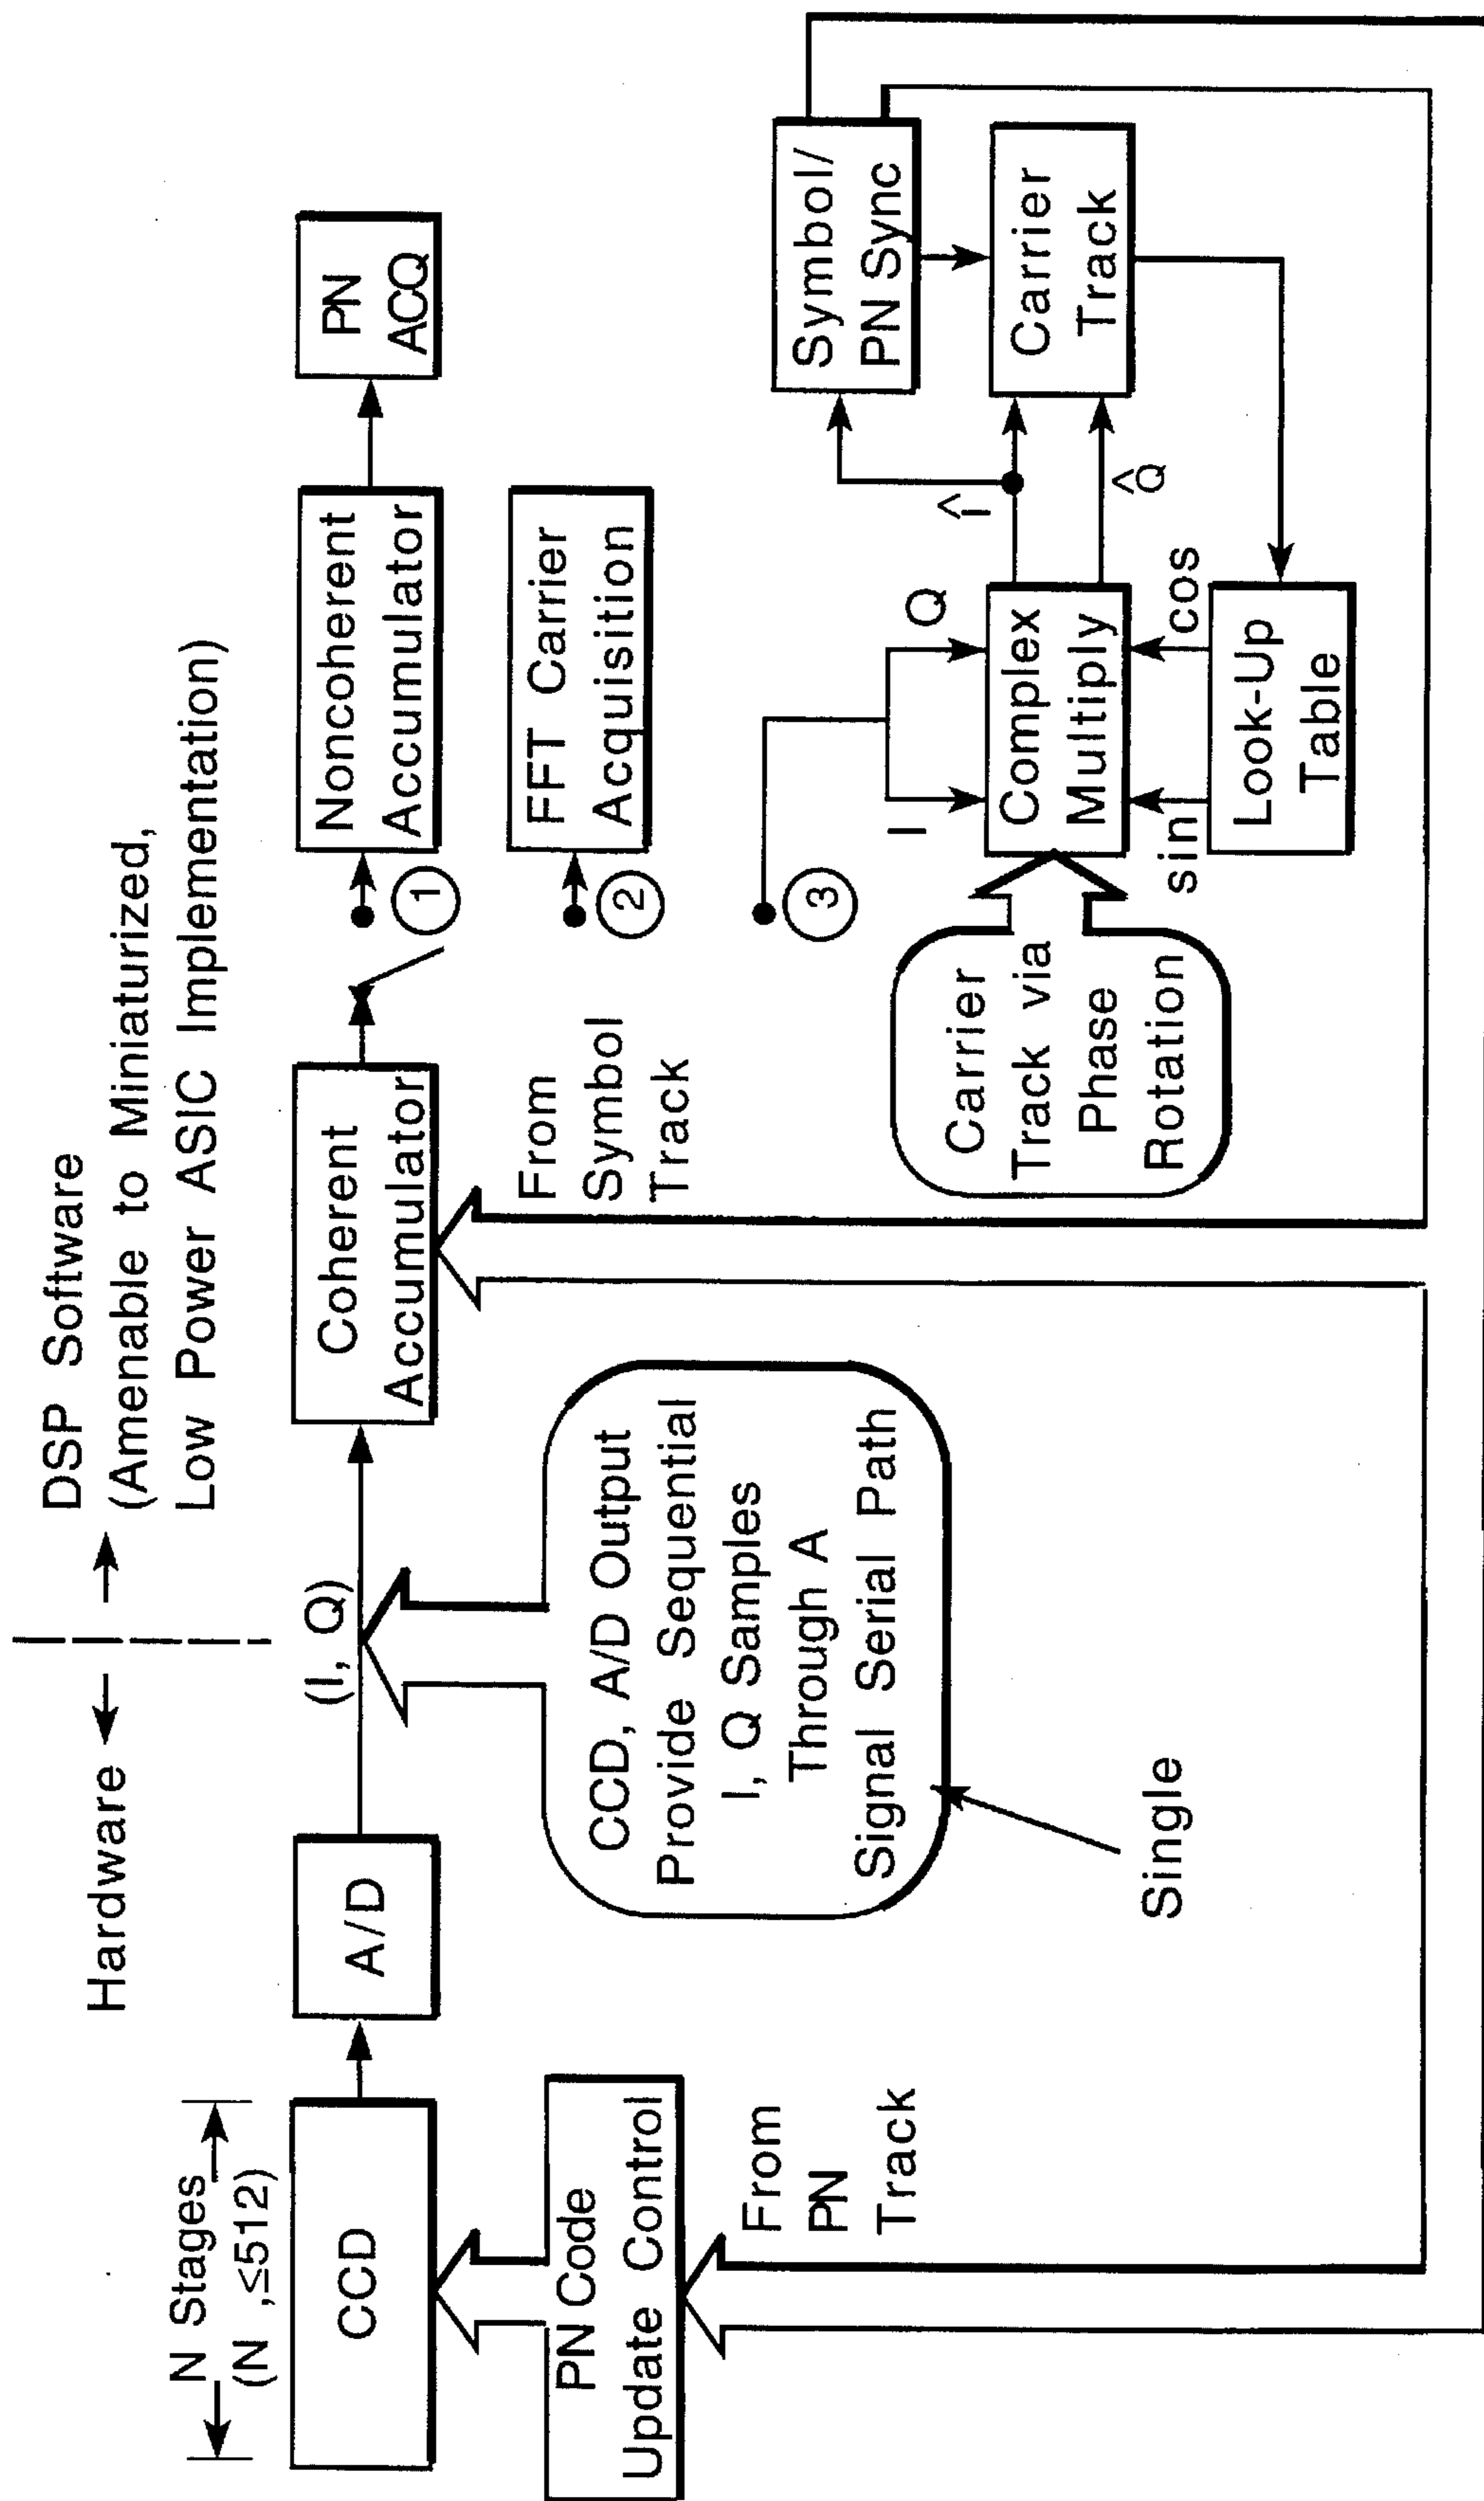 Hardware
DSP Software
(Amenable to Miniaturized,
Low Power ASIC Implementation)
N Stages
(N ,≤512)
CCD
A/D
(I, Q)
Coherent
Accumulator
1
Noncoherent
Accumulator
PN
ACQ
PN Code
Update Control
From
PN
Track
CCD, A/D Output
Provide Sequential
I, Q Samples
Through A
Signal Serial Path
Single
From
Symbol
Track
2
FFT Carrier
Acquisition
3
I
Q
Carrier
Track via
Phase
Rotation
Complex
Multiply
sin
cos
Look-Up
Table
Î
Q̂
Symbol/
PN Sync
Carrier
Track